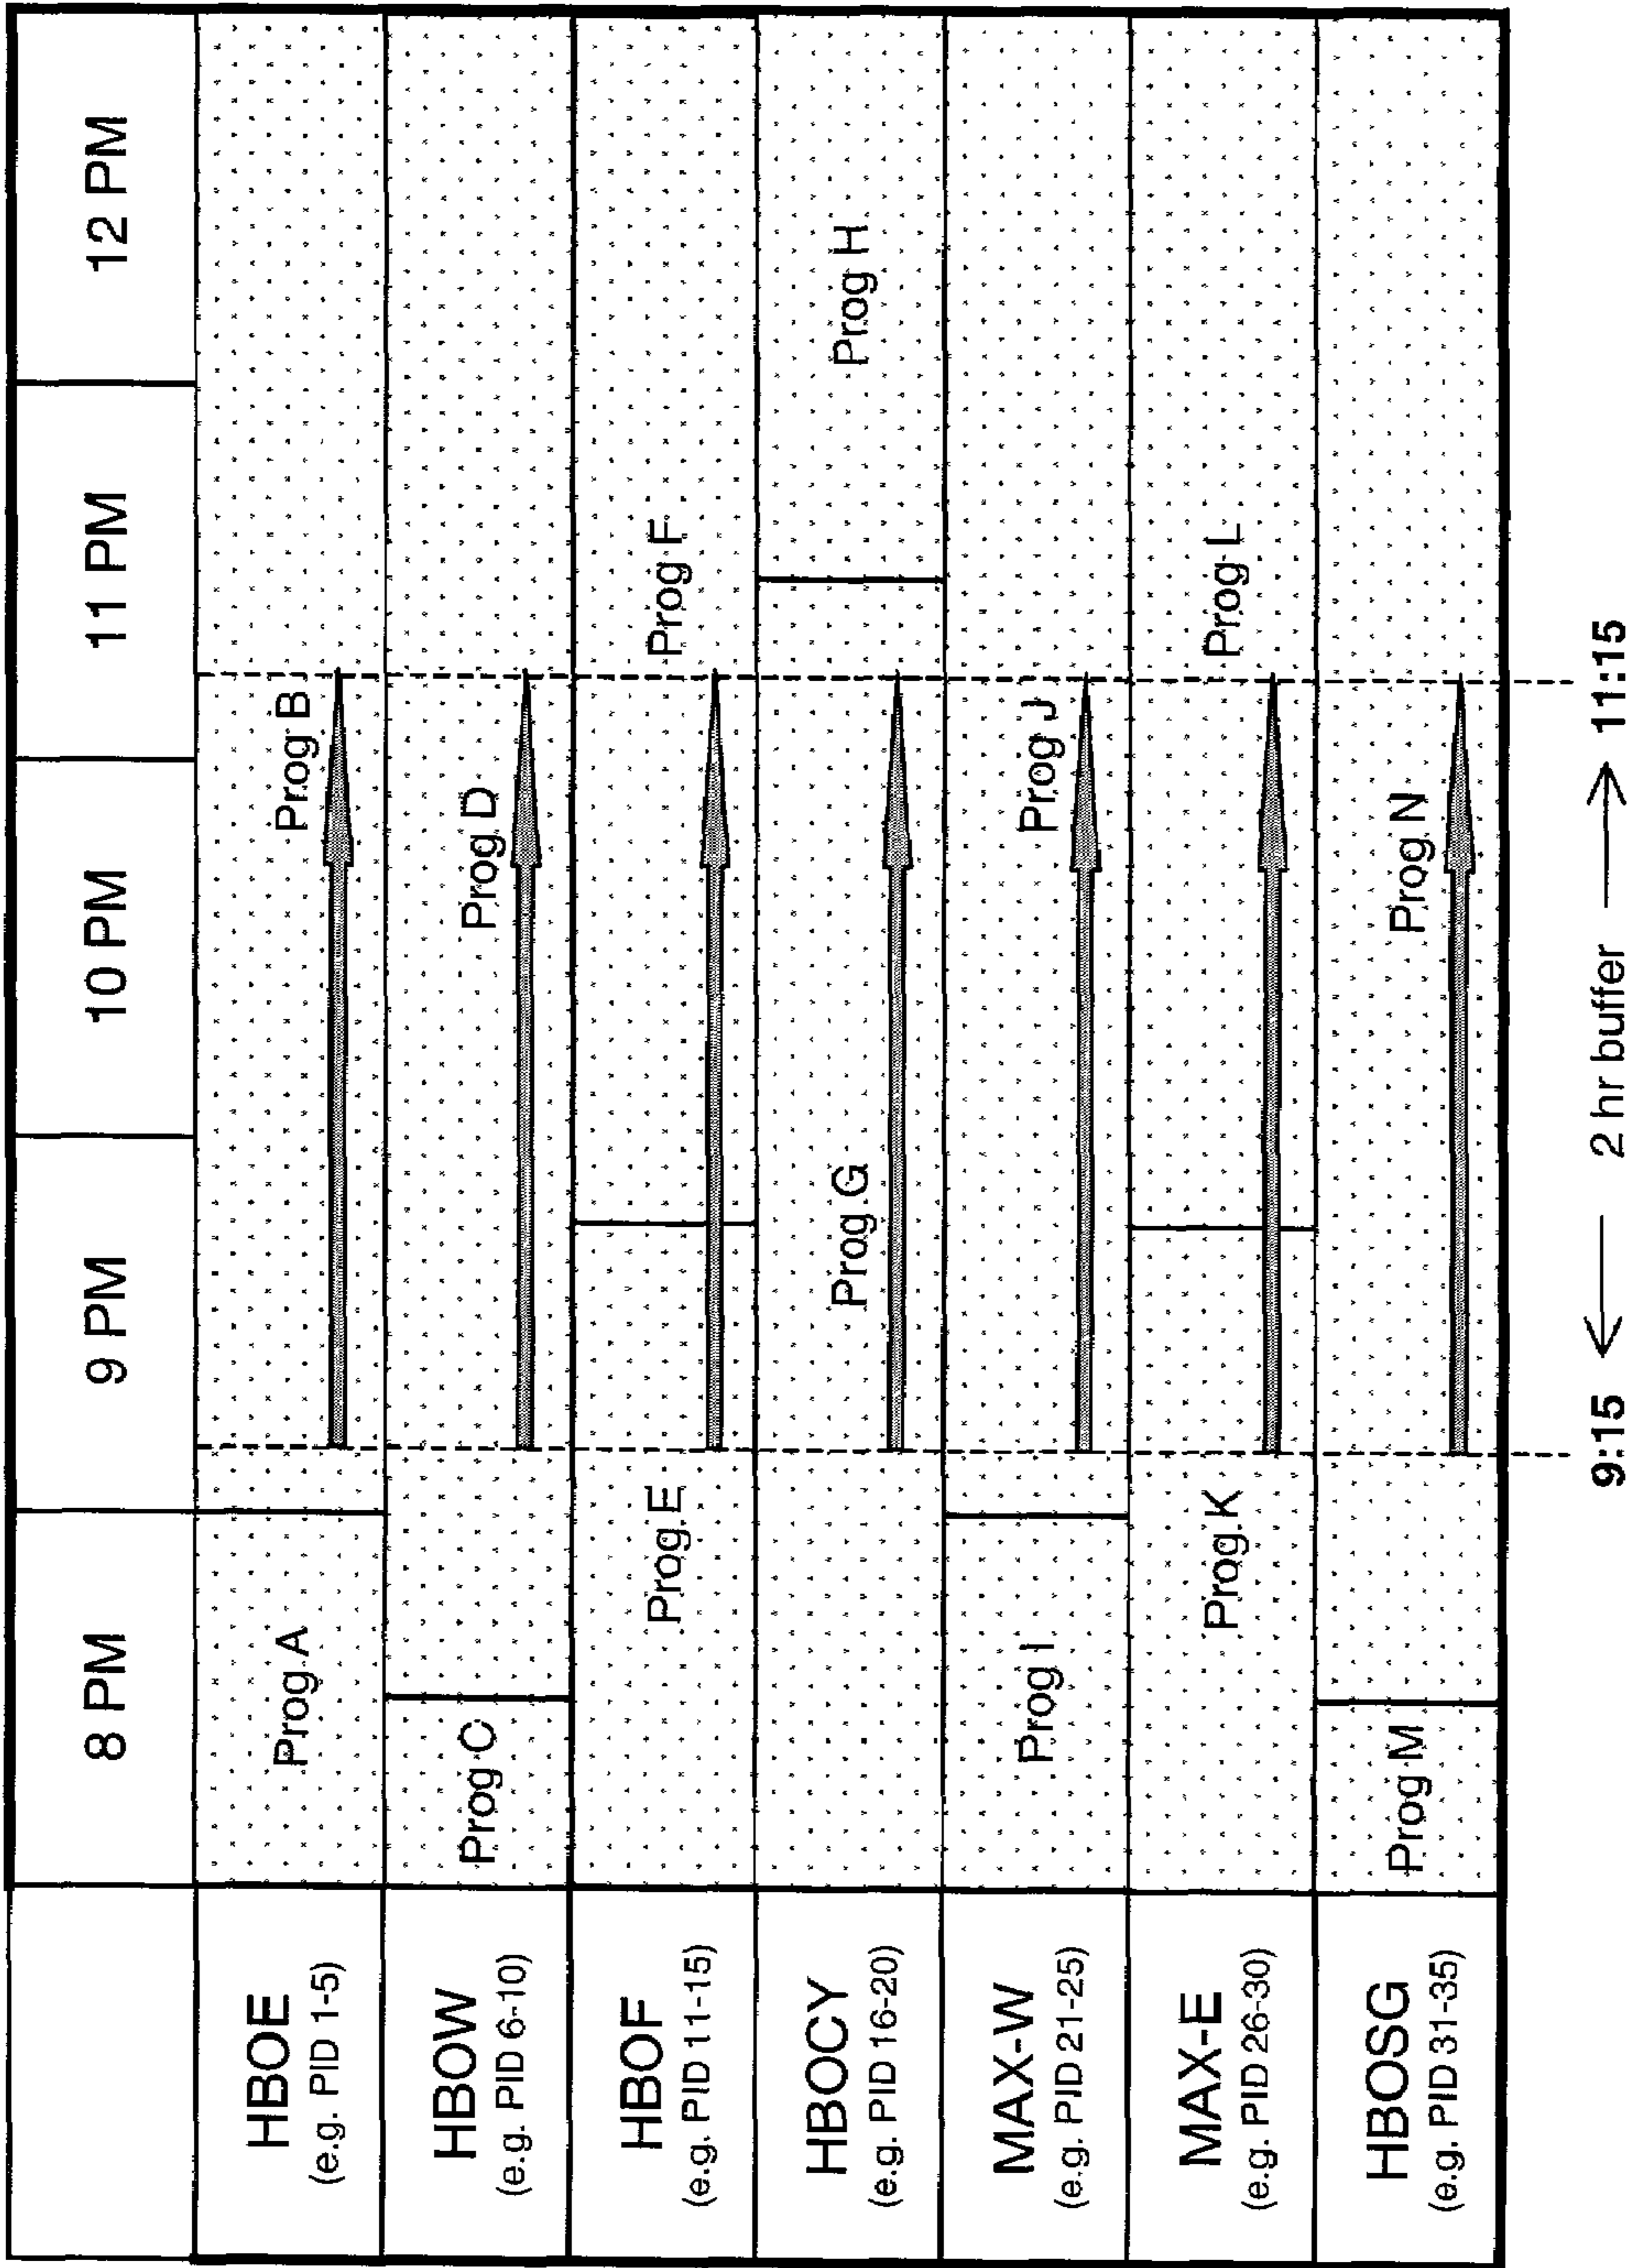 8 PM
9 PM
10 PM
11 PM
12 PM
HBOE
(e.g. PID 1-5)
Prog A
Prog B
HBOW
(e.g. PID 6-10)
Prog C
Prog D
HBOF
(e.g. PID 11-15)
Prog E
Prog F
HBOCY
(e.g. PID 16-20)
Prog G
Prog H
MAX-W
(e.g. PID 21-25)
Prog I
Prog J
MAX-E
(e.g. PID 26-30)
Prog K
Prog L
HBOSG
(e.g. PID 31-35)
Prog M
Prog N
9:15 ← 2 hr buffer → 11:15